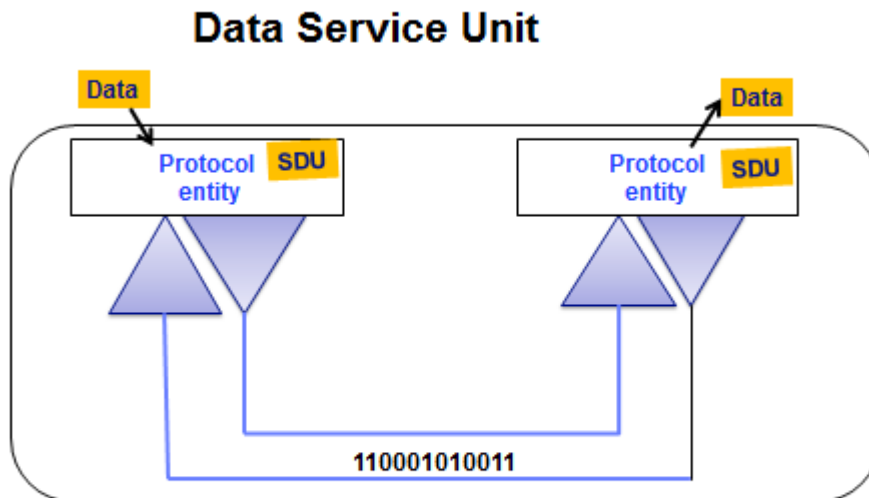 Data Service Unit
Data
Data
Protocol
entity
SDU
Protocol
entity
SDU
110001010011